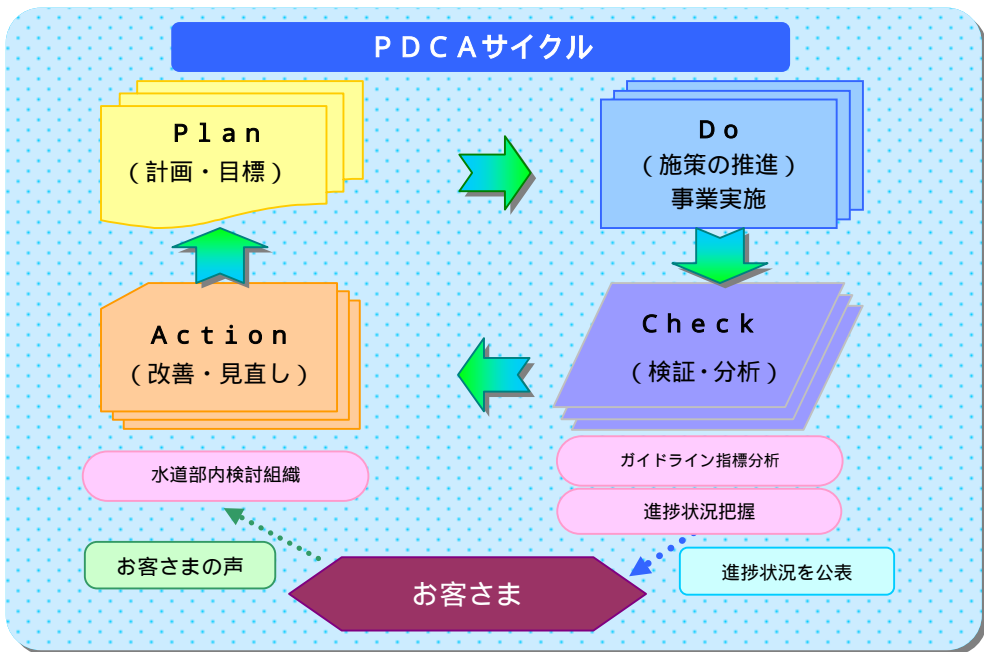 ＰＤＣＡサイクル
Ｐｌａｎ
（計画・目標）
Ｄｏ
（施策の推進）
事業実施
Ａｃｔｉｏｎ
（改善・見直し）
Ｃｈｅｃｋ
（検証・分析）
水道部内検討組織
ガイドライン指標分析
進捗状況把握
お客さまの声
お客さま
進捗状況を公表